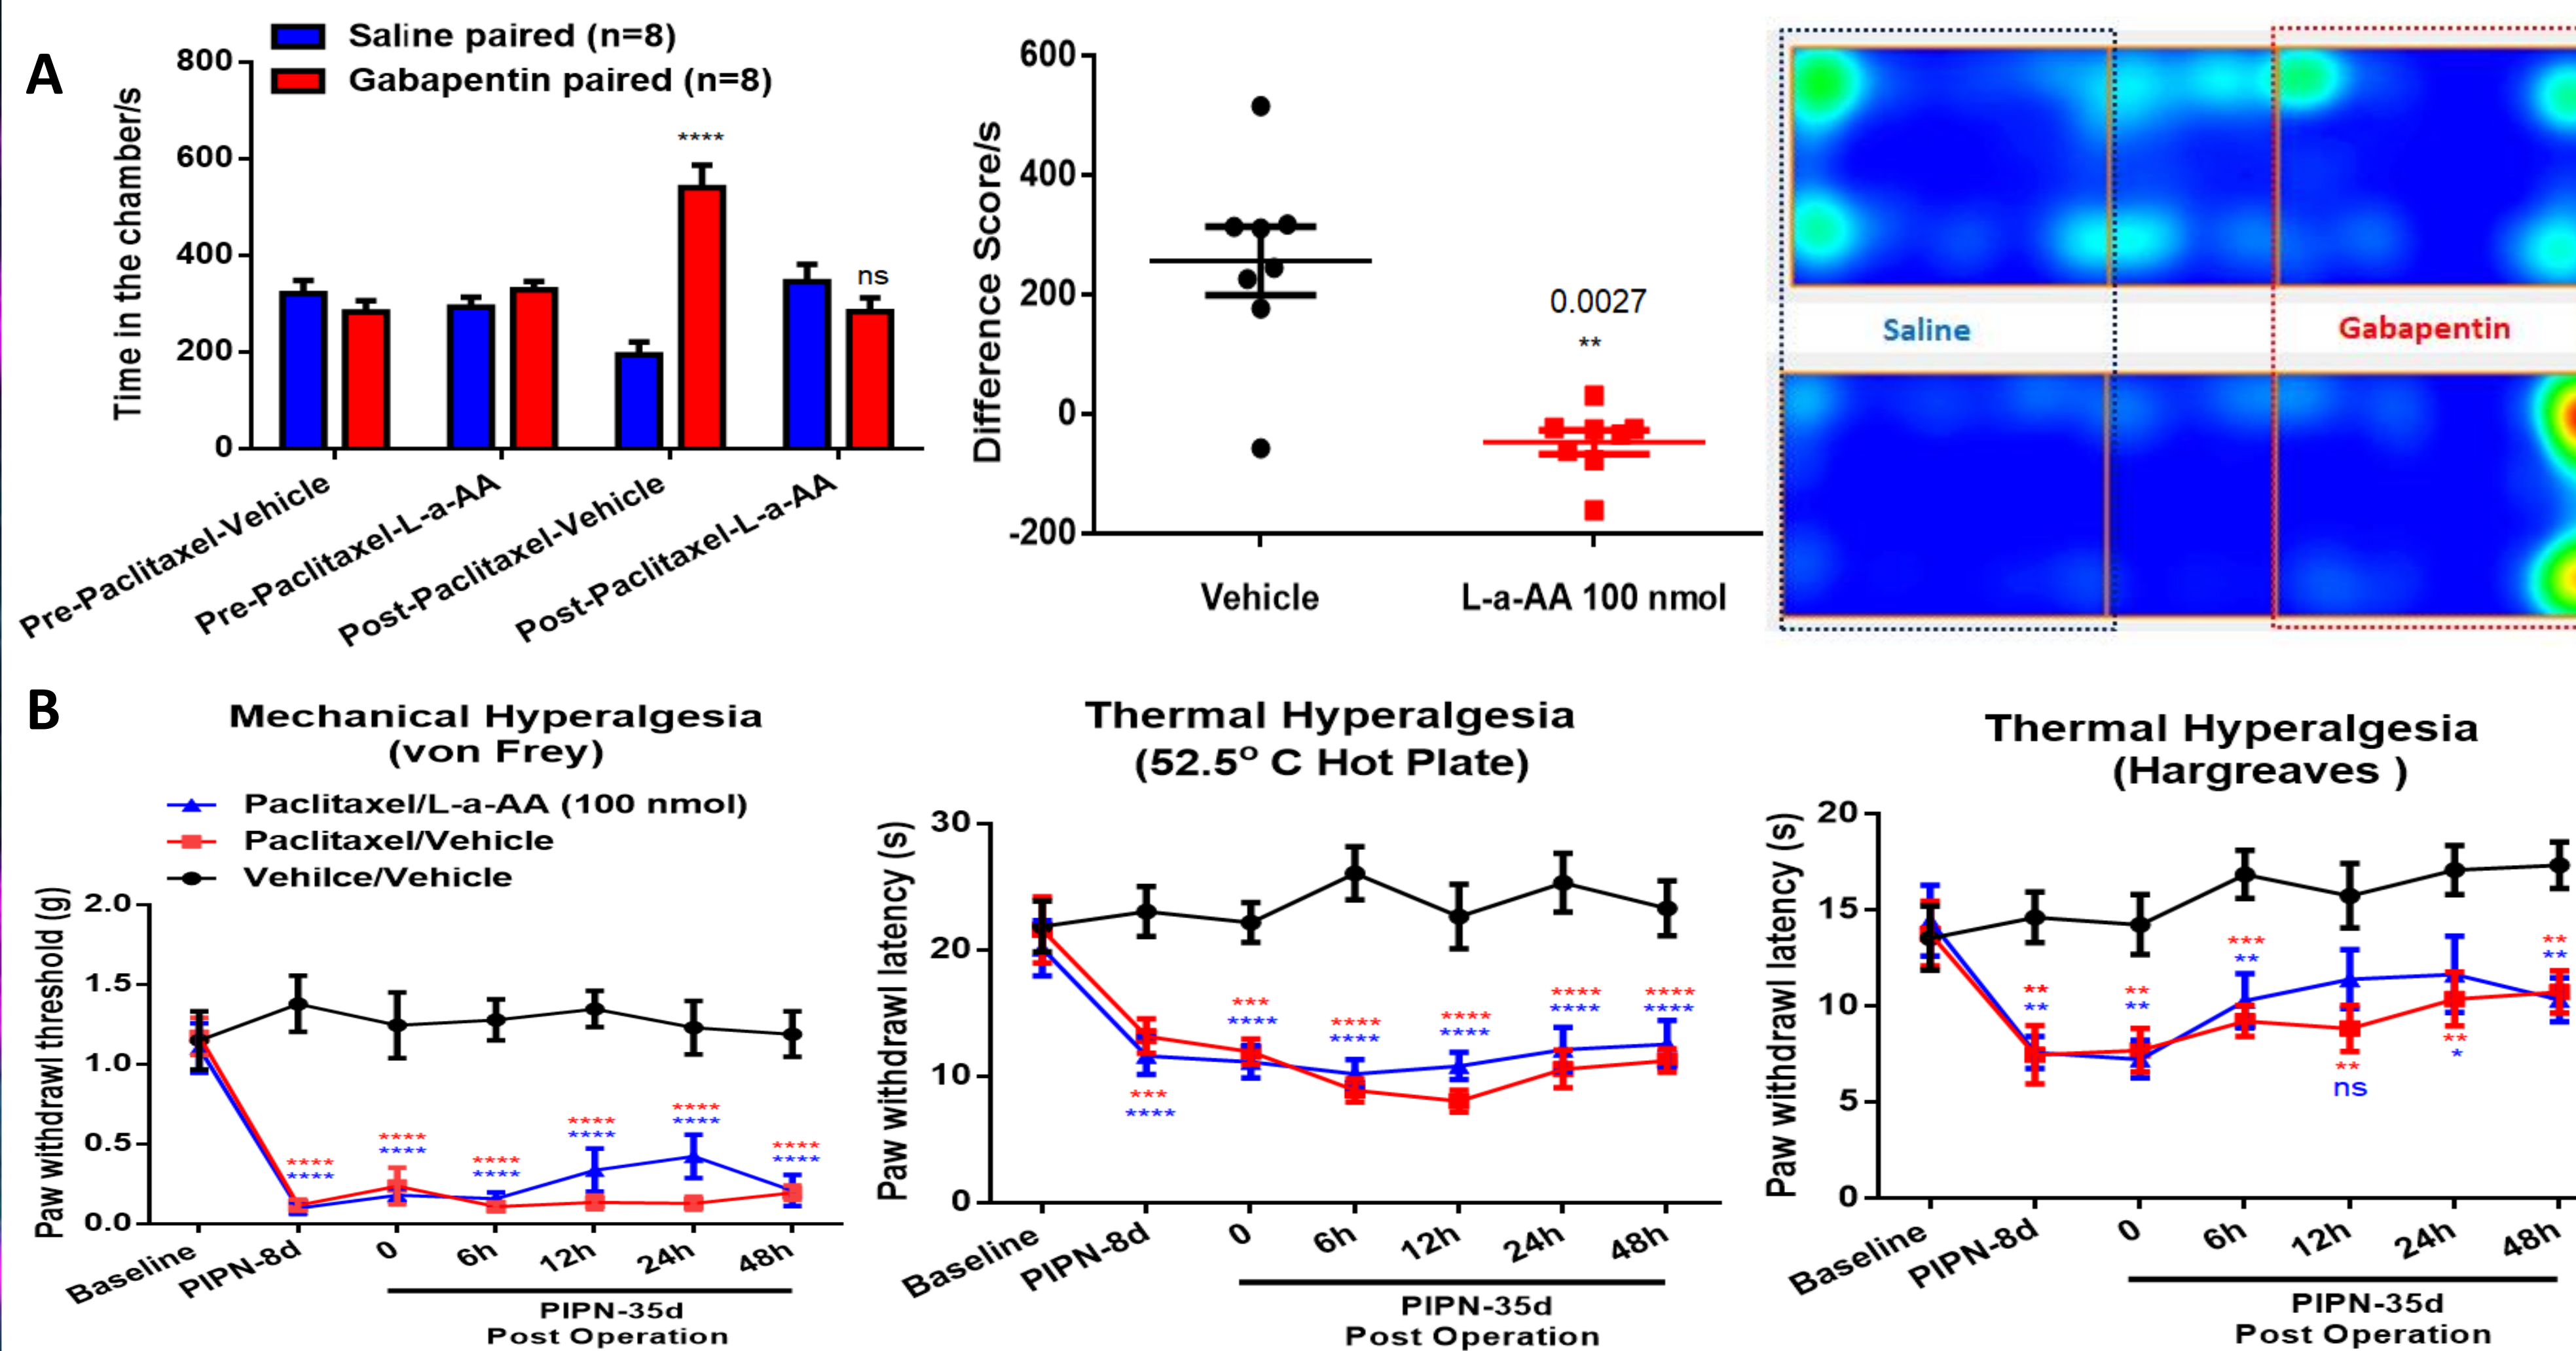 A
Saline paired (n=8)
Gabapentin paired (n=8)
Time in the chamber/s
800
600
400
200
0
****
ns
Pre-Paclitaxel-Vehicle
Pre-Paclitaxel-L-a-AA
Post-Paclitaxel-Vehicle
Post-Paclitaxel-L-a-AA
Difference Score/s
600
400
200
0
-200
0.0027
**
Vehicle
L-a-AA 100 nmol
Saline
Gabapentin
B
Mechanical Hyperalgesia
(von Frey)
Paclitaxel/L-a-AA (100 nmol)
Paclitaxel/Vehicle
Vehilce/Vehicle
Paw withdrawl threshold (g)
2.0
1.5
1.0
0.5
0.0
****
****
****
****
****
****
****
****
****
****
****
****
Baseline
PIPN-8d
0
6h
12h
24h
48h
PIPN-35d
Post Operation
Thermal Hyperalgesia
(52.5º C Hot Plate)
Paw withdrawl latency (s)
30
20
10
0
***
****
***
****
****
****
****
****
****
****
****
****
Baseline
PIPN-8d
0
6h
12h
24h
48h
PIPN-35d
Post Operation
Thermal Hyperalgesia
(Hargreaves )
Paw withdrawl latency (s)
20
15
10
5
0
**
**
**
**
***
**
**
ns
**
*
**
**
Baseline
PIPN-8d
0
6h
12h
24h
48h
PIPN-35d
Post Operation